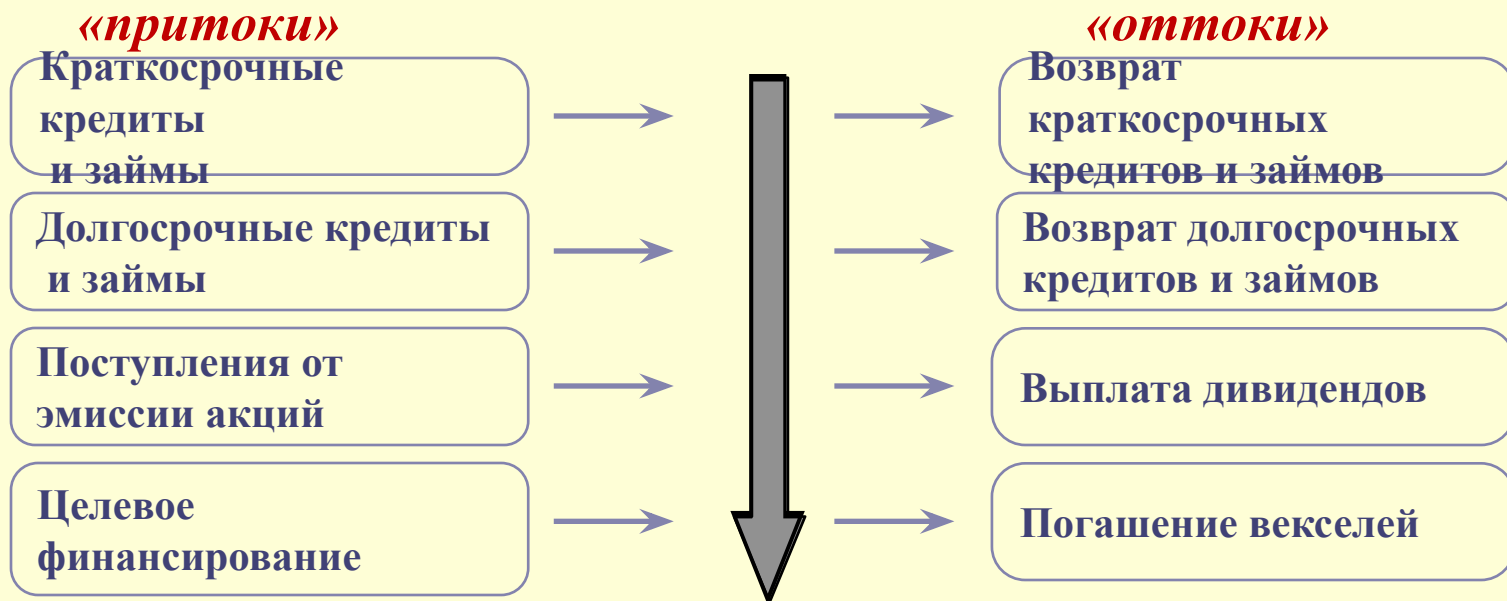 «притоки»
«оттоки»
Краткосрочные
кредиты
и займы
Возврат
краткосрочных
кредитов и займов
Долгосрочные кредиты
и займы
Возврат долгосрочных
кредитов и займов
Поступления от
эмиссии акций
Выплата дивидендов
Целевое
финансирование
Погашение векселей